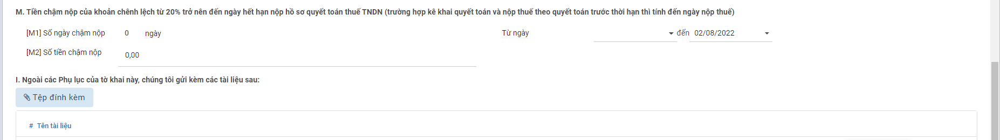 M. Tiền chậm nộp của khoản chênh lệch từ 20% trở nên đến ngày hết hạn nộp hồ sơ quyết toán thuế TNDN (trường hợp kê khai quyết toán và nộp thuế theo quyết toán trước thời hạn thì tính đến ngày nộp thuế)
[M1] Số ngày chậm nộp 0 ngày Từ ngày đến 02/08/2022
[M2] Số tiền chậm nộp 0,00
I. Ngoài các Phụ lục của tờ khai này, chúng tôi gửi kèm các tài liệu sau:
Tệp đính kèm
# Tên tài liệu